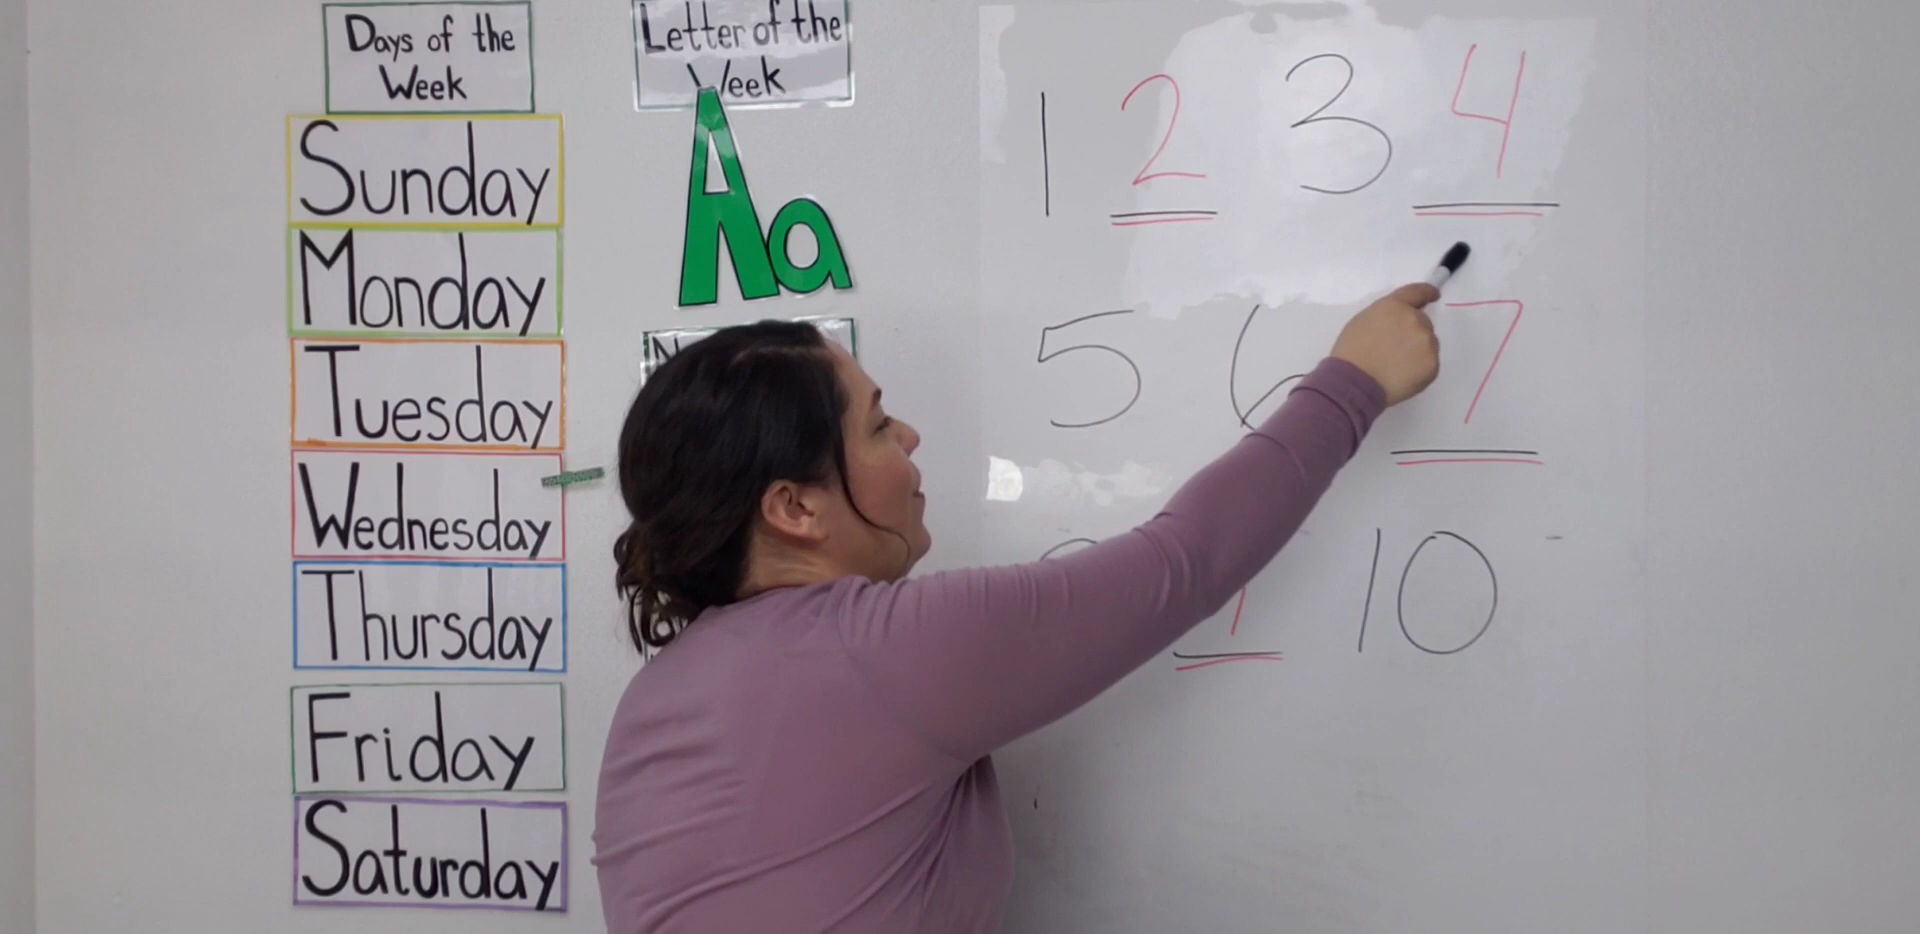 Days of the
Week
Sunday
Monday
Tuesday
Wednesday
Thursday
Friday
Saturday
Letter of the
Week
Aa
1 2 3 4
5 6 7
10